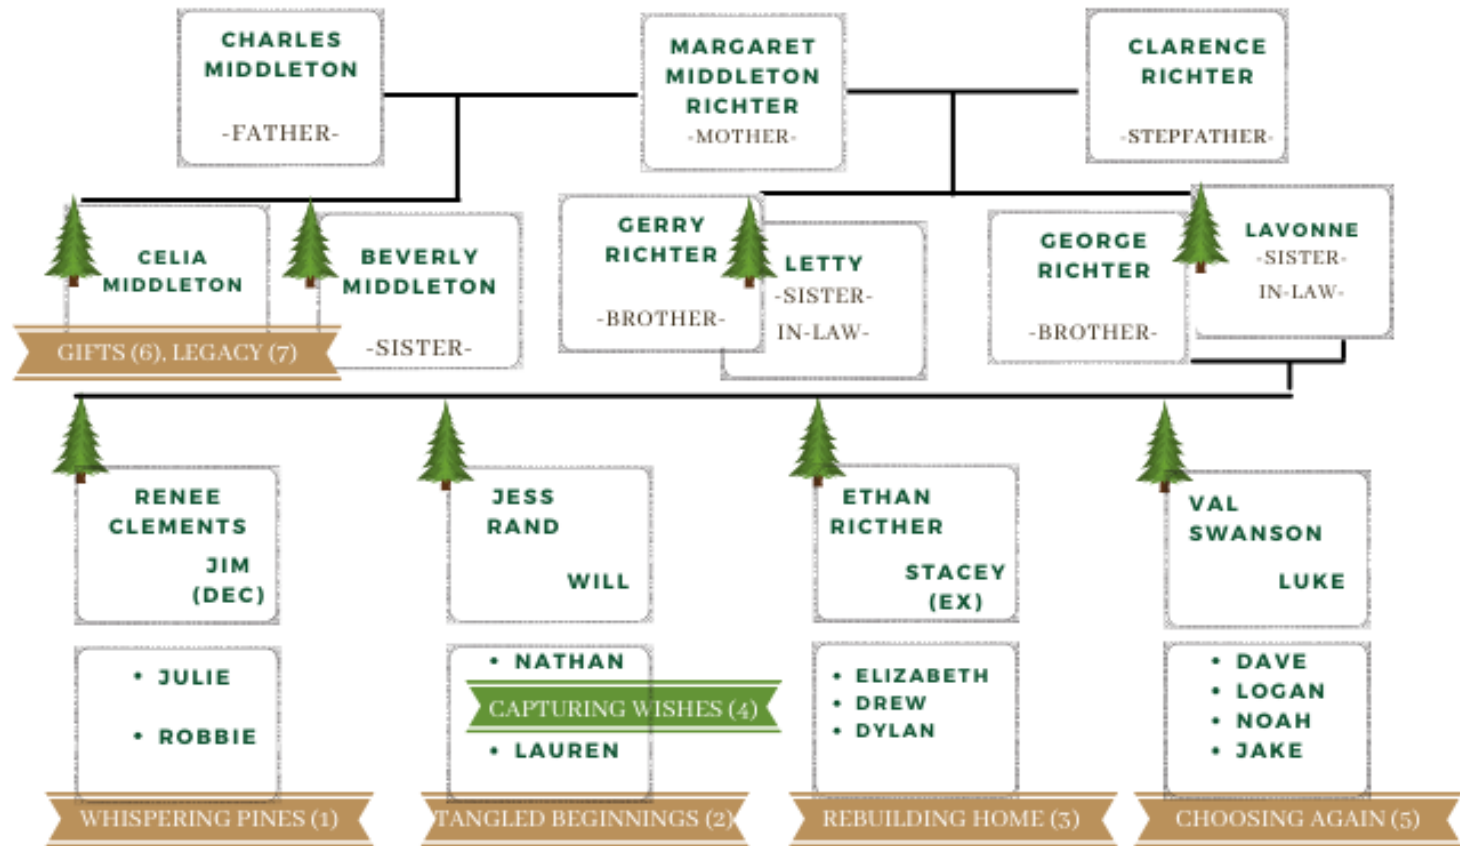 CHARLES
MIDDLETON
-FATHER-
MARGARET
MIDDLETON
RICHTER
-MOTHER-
CLARENCE
RICHTER
-STEPFATHER-
CELIA
MIDDLETON
GIFTS (6), LEGACY (7)
BEVERLY
MIDDLETON
-SISTER-
GERRY
RICHTER
-BROTHER-
LETTY
-SISTER-
IN-LAW-
GEORGE
RICHTER
-BROTHER-
LAVONNE
-SISTER-
IN-LAW-
RENEE
CLEMENTS
JIM
(DEC)
JESS
RAND
WILL
ETHAN
RICTHER
STACEY
(EX)
VAL
SWANSON
LUKE
• JULIE
• ROBBIE
WHISPERING PINES (1)
• NATHAN
CAPTURING WISHES (4)
• LAUREN
TANGLED BEGINNINGS (2)
• ELIZABETH
• DREW
• DYLAN
REBUILDING HOME (3)
• DAVE
• LOGAN
• NOAH
• JAKE
CHOOSING AGAIN (5)